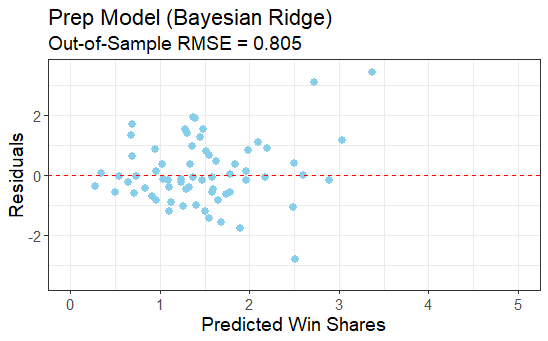 Prep Model (Bayesian Ridge)
Out-of-Sample RMSE = 0.805
Residuals
2
0
-2
0 1 2 3 4 5
Predicted Win Shares